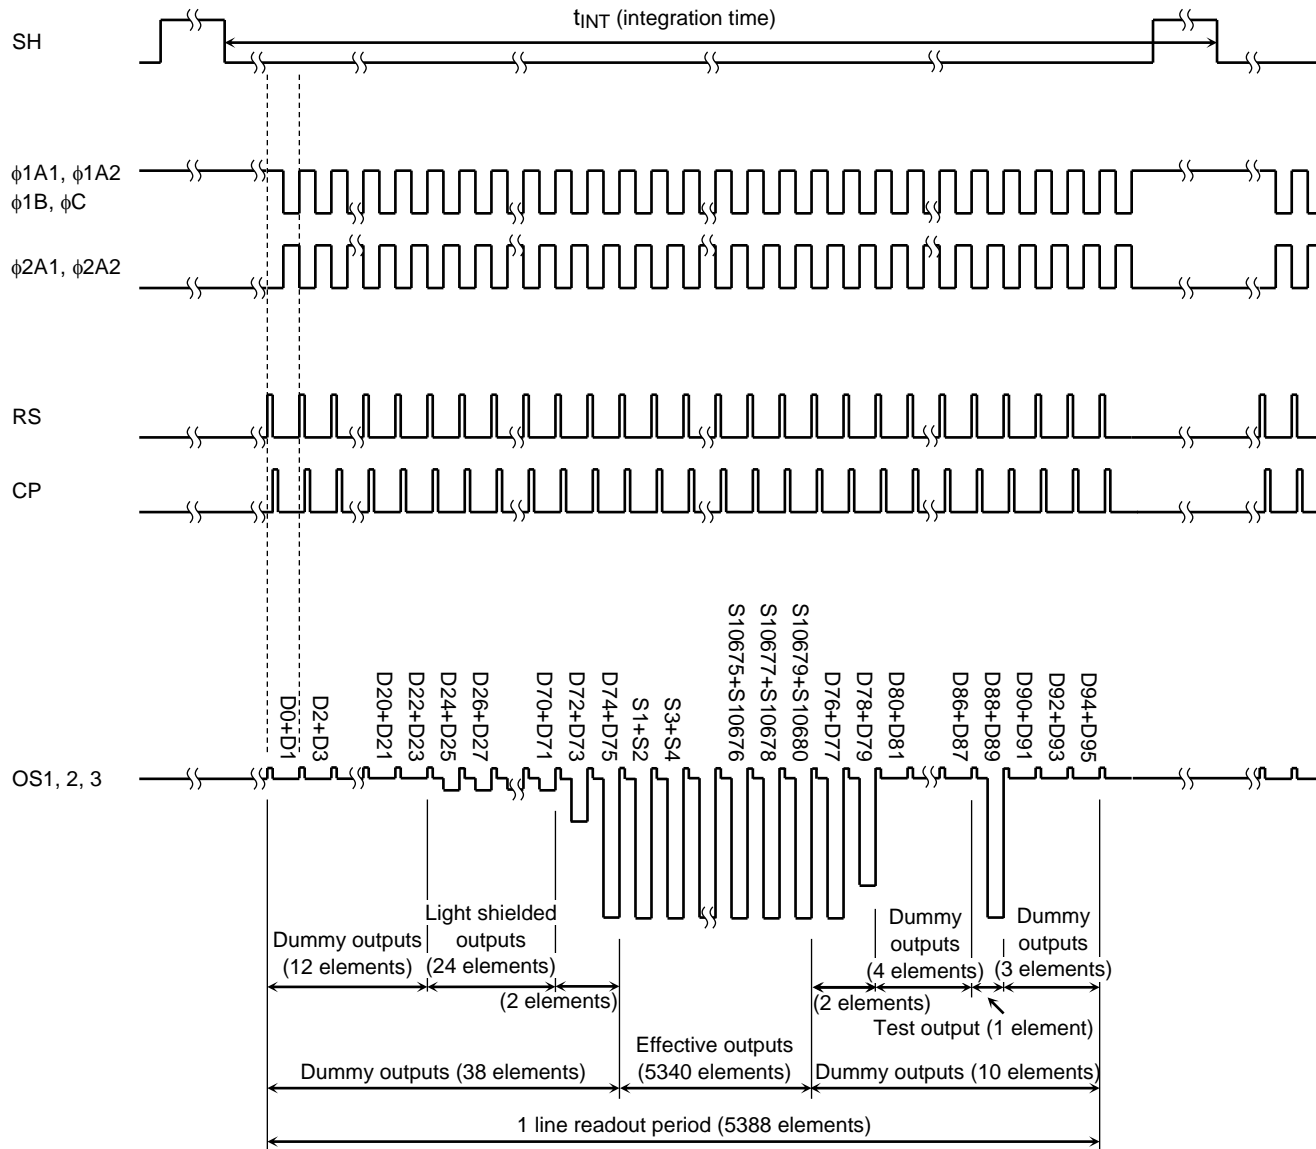 tINT (integration time)
SH
ϕ1A1, ϕ1A2
ϕ1B, ϕC
ϕ2A1, ϕ2A2
RS
CP
D0+D1
D2+D3
D20+D21
D22+D23
D24+D25
D26+D27
D70+D71
D72+D73
D74+D75
S1+S2
S3+S4
S10675+S10676
S10677+S10678
S10679+S10680
D76+D77
D78+D79
D80+D81
D86+D87
D88+D89
D90+D91
D92+D93
D94+D95
OS1, 2, 3
Dummy outputs
(12 elements)
Light shielded
outputs
(24 elements)
(2 elements)
(2 elements)
Dummy
outputs
(4 elements)
Dummy
outputs
(3 elements)
Test output (1 element)
Dummy outputs (38 elements)
Effective outputs
(5340 elements)
Dummy outputs (10 elements)
1 line readout period (5388 elements)